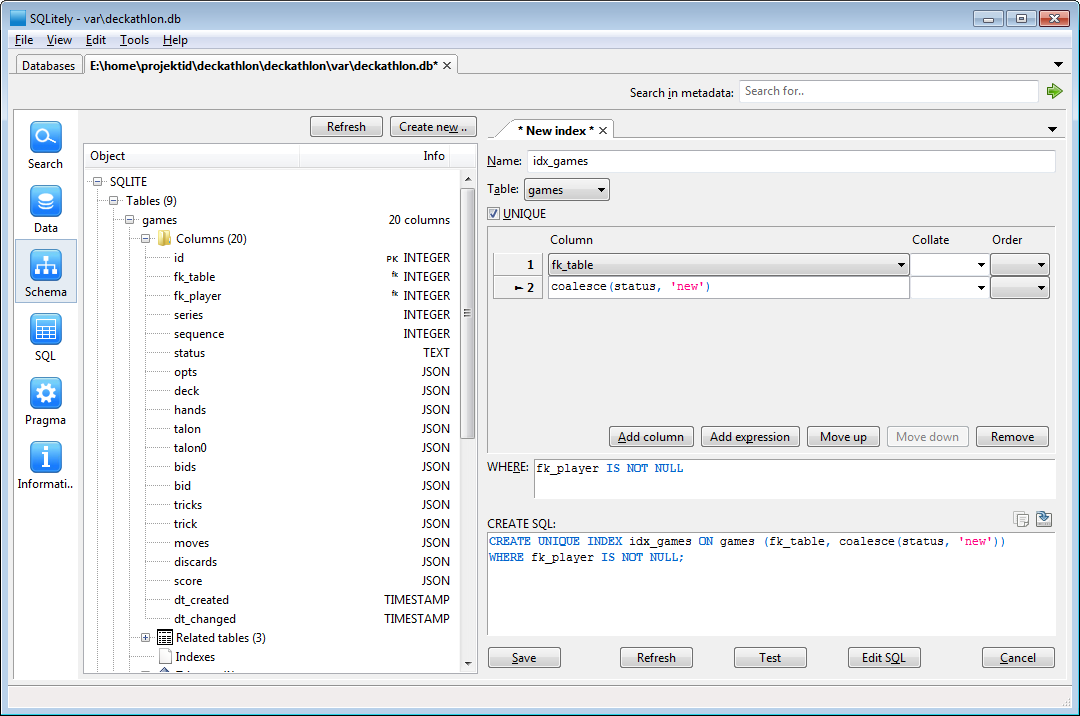 SQLitely - var\deckathlon.db
File View Edit Tools Help
Databases E:\home\projektid\deckathlon\deckathlon\var\deckathlon.db*
Search in metadata: Search for..
Search
Data
Schema
SQL
Pragma
Informati..
Refresh Create new ..
Object Info
SQLITE
Tables (9)
games 20 columns
Columns (20)
id PK INTEGER
fk_table fk INTEGER
fk_player fk INTEGER
series INTEGER
sequence INTEGER
status TEXT
opts JSON
deck JSON
hands JSON
talon JSON
talon0 JSON
bids JSON
bid JSON
tricks JSON
trick JSON
moves JSON
discards JSON
score JSON
dt_created TIMESTAMP
dt_changed TIMESTAMP
Related tables (3)
Indexes
* New index *
Name: idx_games
Table: games
UNIQUE
Column Collate Order
1 fk_table
2 coalesce(status, 'new')
Add column Add expression Move up Move down Remove
WHERE: fk_player IS NOT NULL
CREATE SQL:
CREATE UNIQUE INDEX idx_games ON games (fk_table, coalesce(status, 'new'))
WHERE fk_player IS NOT NULL;
Save Refresh Test Edit SQL Cancel